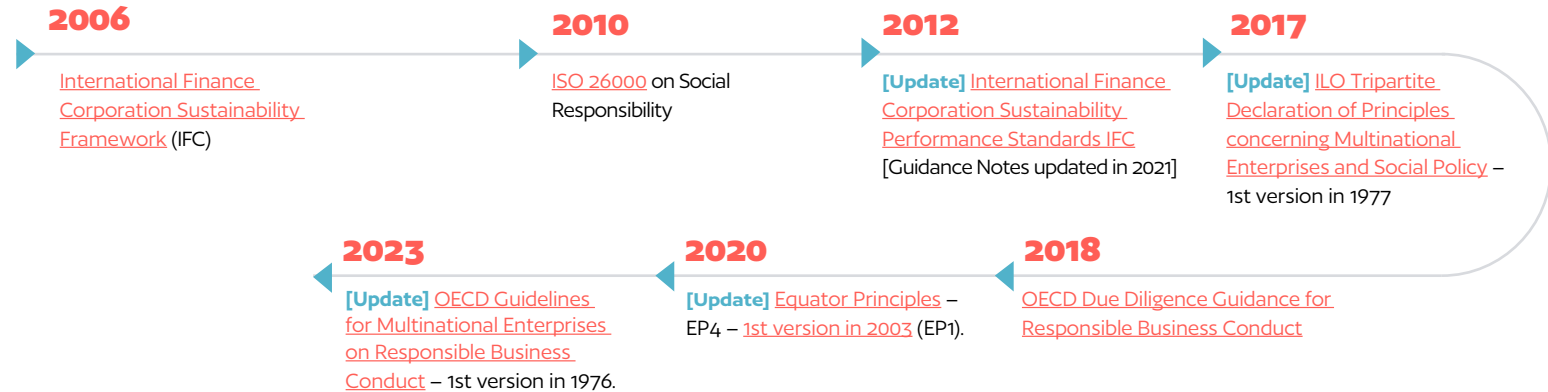 2006
International Finance
Corporation Sustainability
Framework (IFC)
2010
ISO 26000 on Social
Responsibility
2012
[Update] International Finance
Corporation Sustainability
Performance Standards IFC
[Guidance Notes updated in 2021]
2017
[Update] ILO Tripartite
Declaration of Principles
concerning Multinational
Enterprises and Social Policy –
1st version in 1977
2018
OECD Due Diligence Guidance for
Responsible Business Conduct
2020
[Update] Equator Principles –
EP4 – 1st version in 2003 (EP1).
2023
[Update] OECD Guidelines
for Multinational Enterprises
on Responsible Business
Conduct – 1st version in 1976.